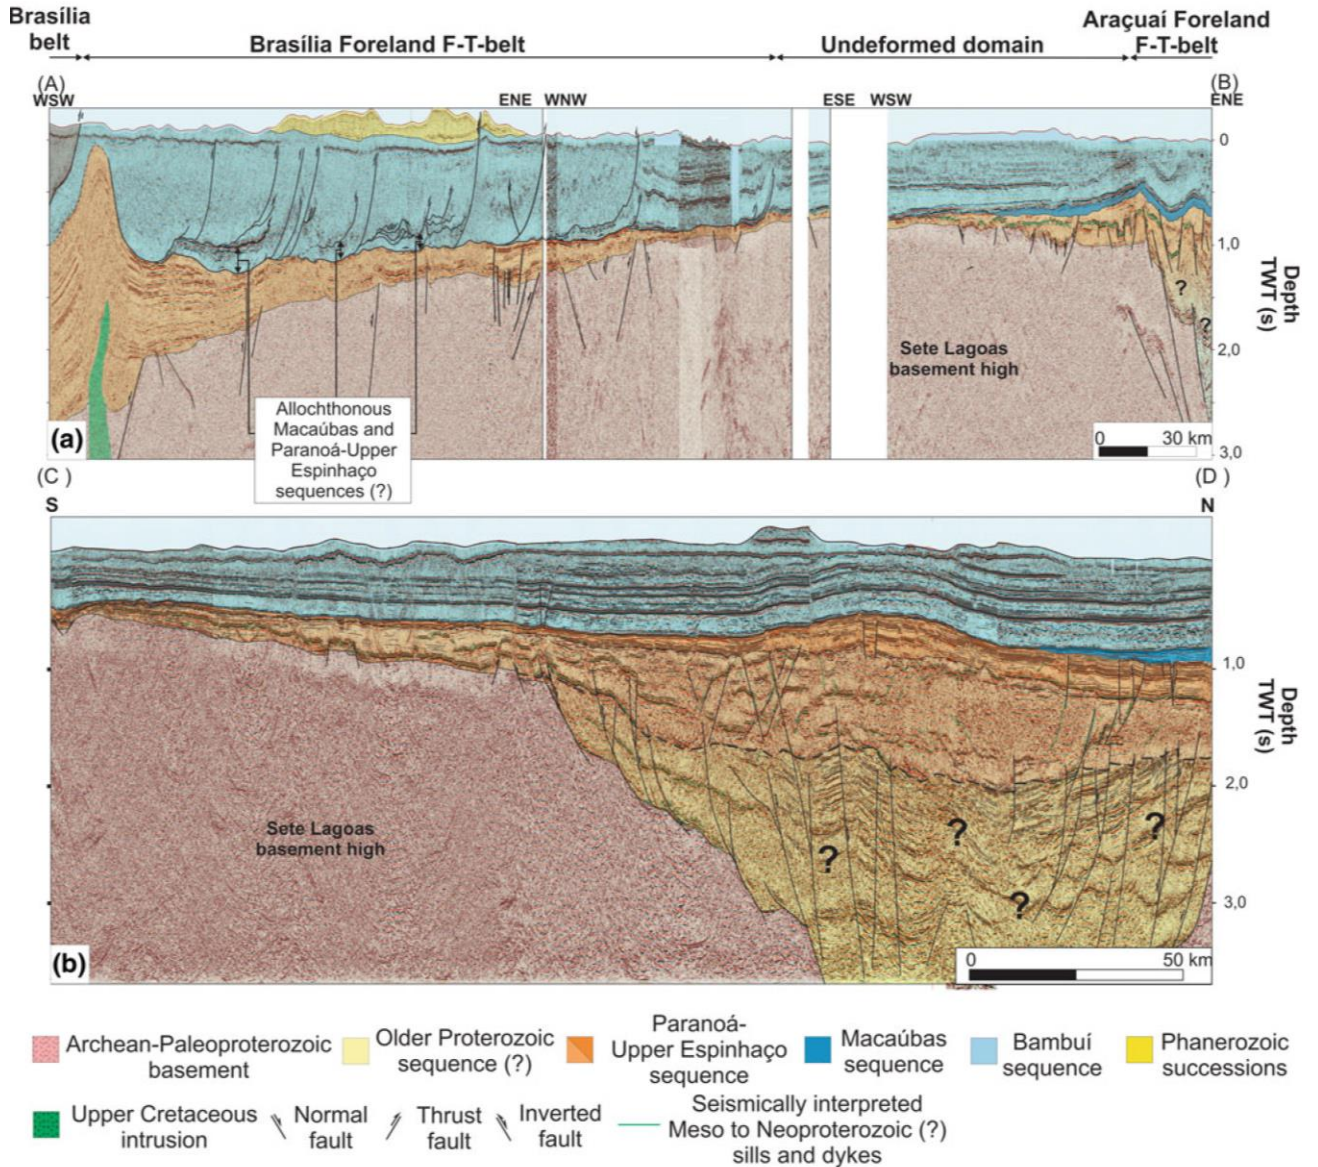 Brasília
belt
Brasília Foreland F-T-belt
Undeformed domain
Araçuaí Foreland
F-T-belt
(A)
WSW
ENE
WNW
ESE
WSW
(B)
ENE
0
1,0
2,0
3,0
Depth
TWT (s)
?
?
Sete Lagoas
basement high
Allochthonous
Macaúbas and
Paranoá-Upper
Espinhaço
sequences (?)
(a)
0 30 km
(C )
S
(D )
N
1,0
2,0
3,0
Depth
TWT (s)
Sete Lagoas
basement high
?
?
?
?
(b)
0 50 km
Archean-Paleoproterozoic
basement
Older Proterozoic
sequence (?)
Paranoá-
Upper Espinhaço
sequence
Macaúbas
sequence
Bambuí
sequence
Phanerozoic
successions
Upper Cretaceous
intrusion
Normal
fault
Thrust
fault
Inverted
fault
Seismically interpreted
Meso to Neoproterozoic (?)
sills and dykes